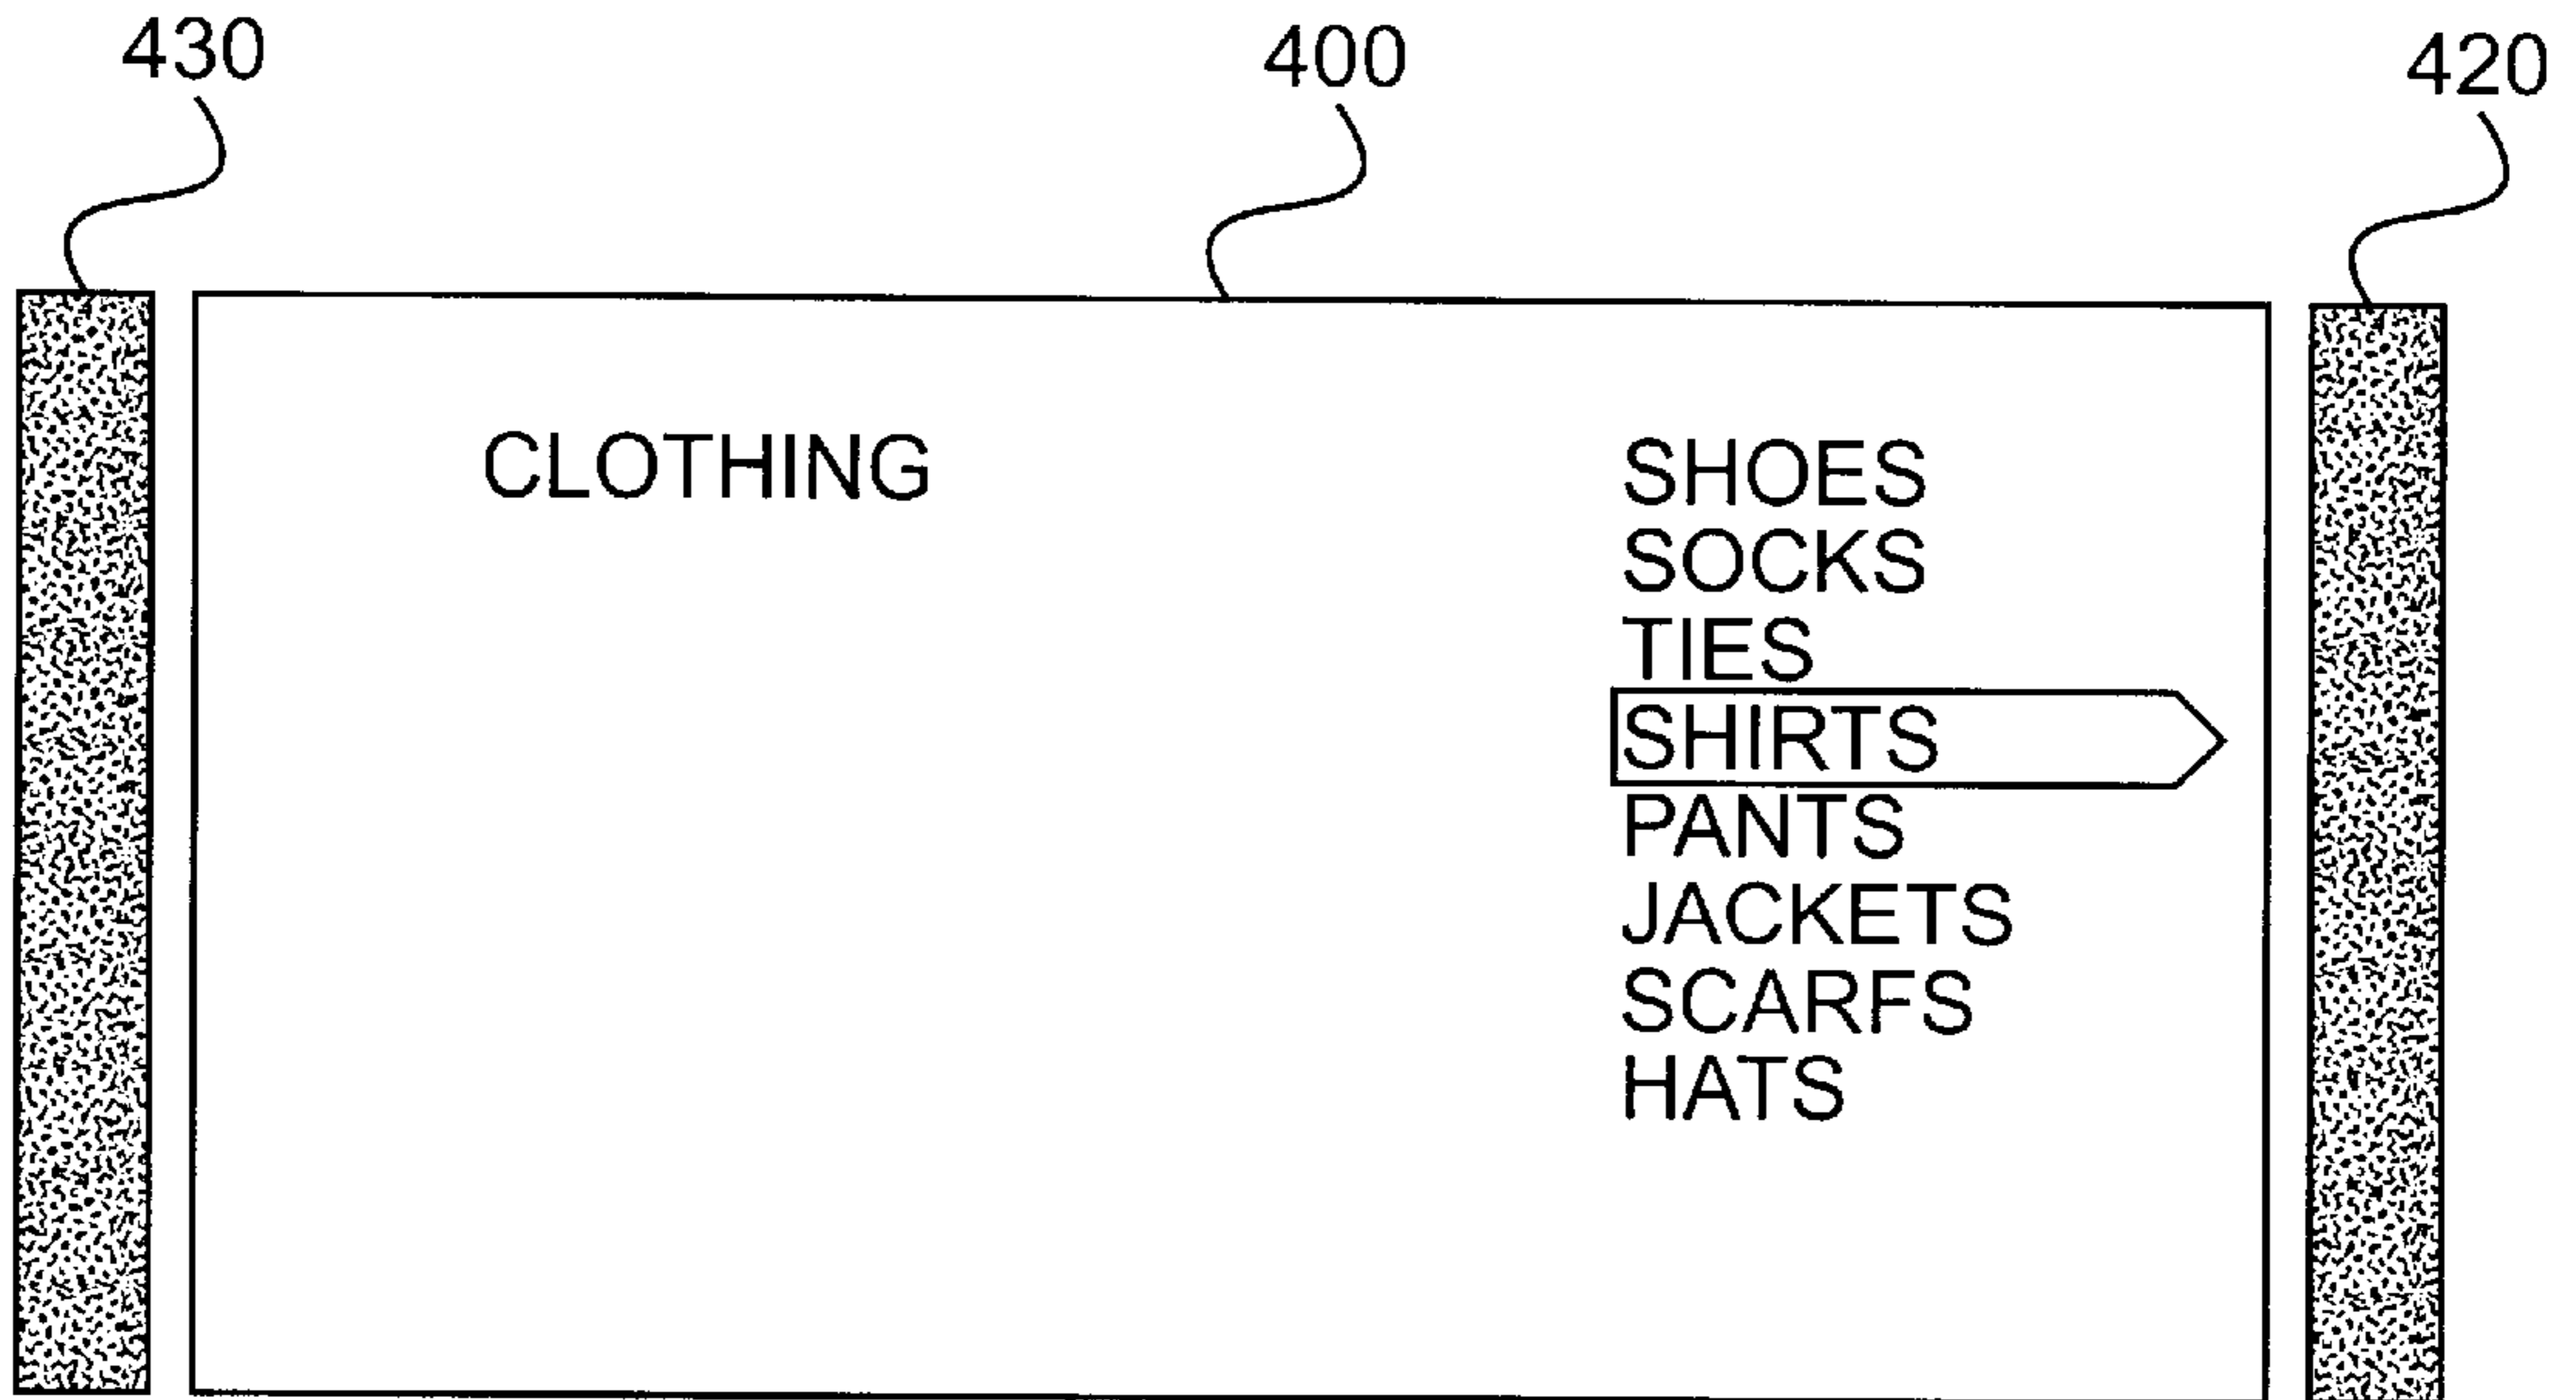 430 400 420
CLOTHING SHOES
SOCKS
TIES
SHIRTS
PANTS
JACKETS
SCARFS
HATS